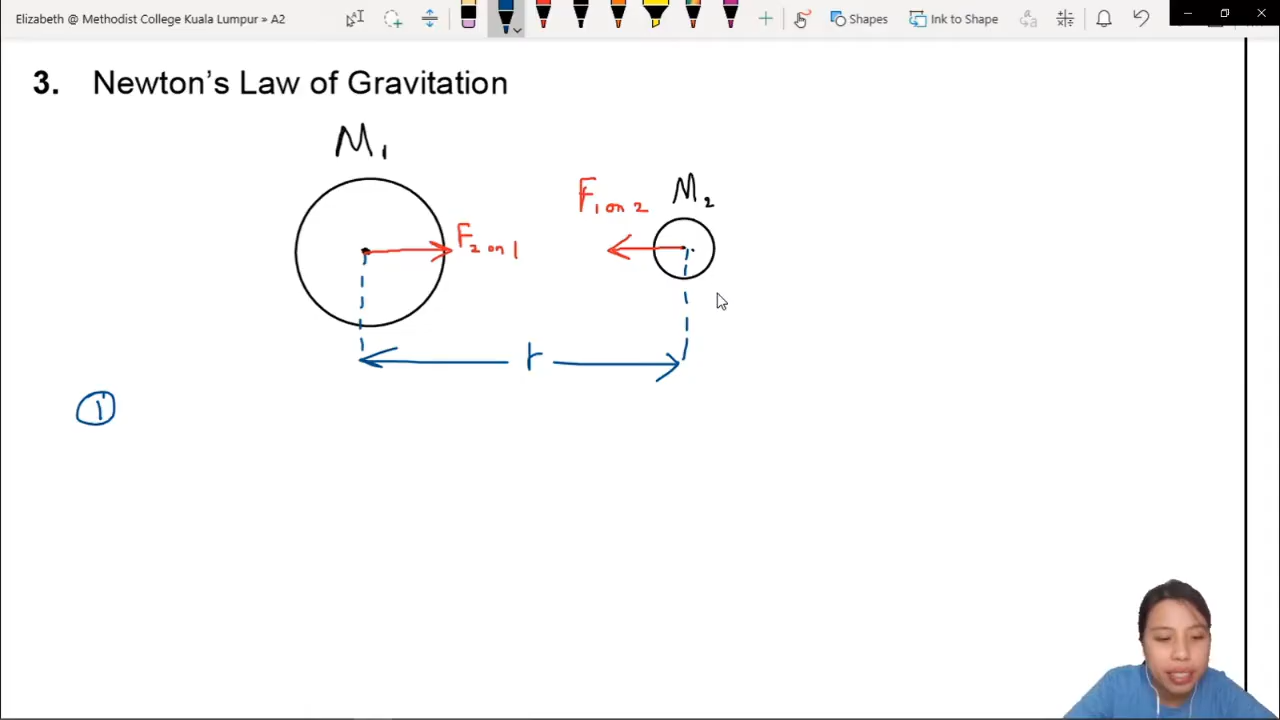 Elizabeth @ Methodist College Kuala Lumpur » A2
Shapes
Ink to Shape
3. Newton's Law of Gravitation
M₁
M₂
F₁ on 2
F₂ on 1
r
①